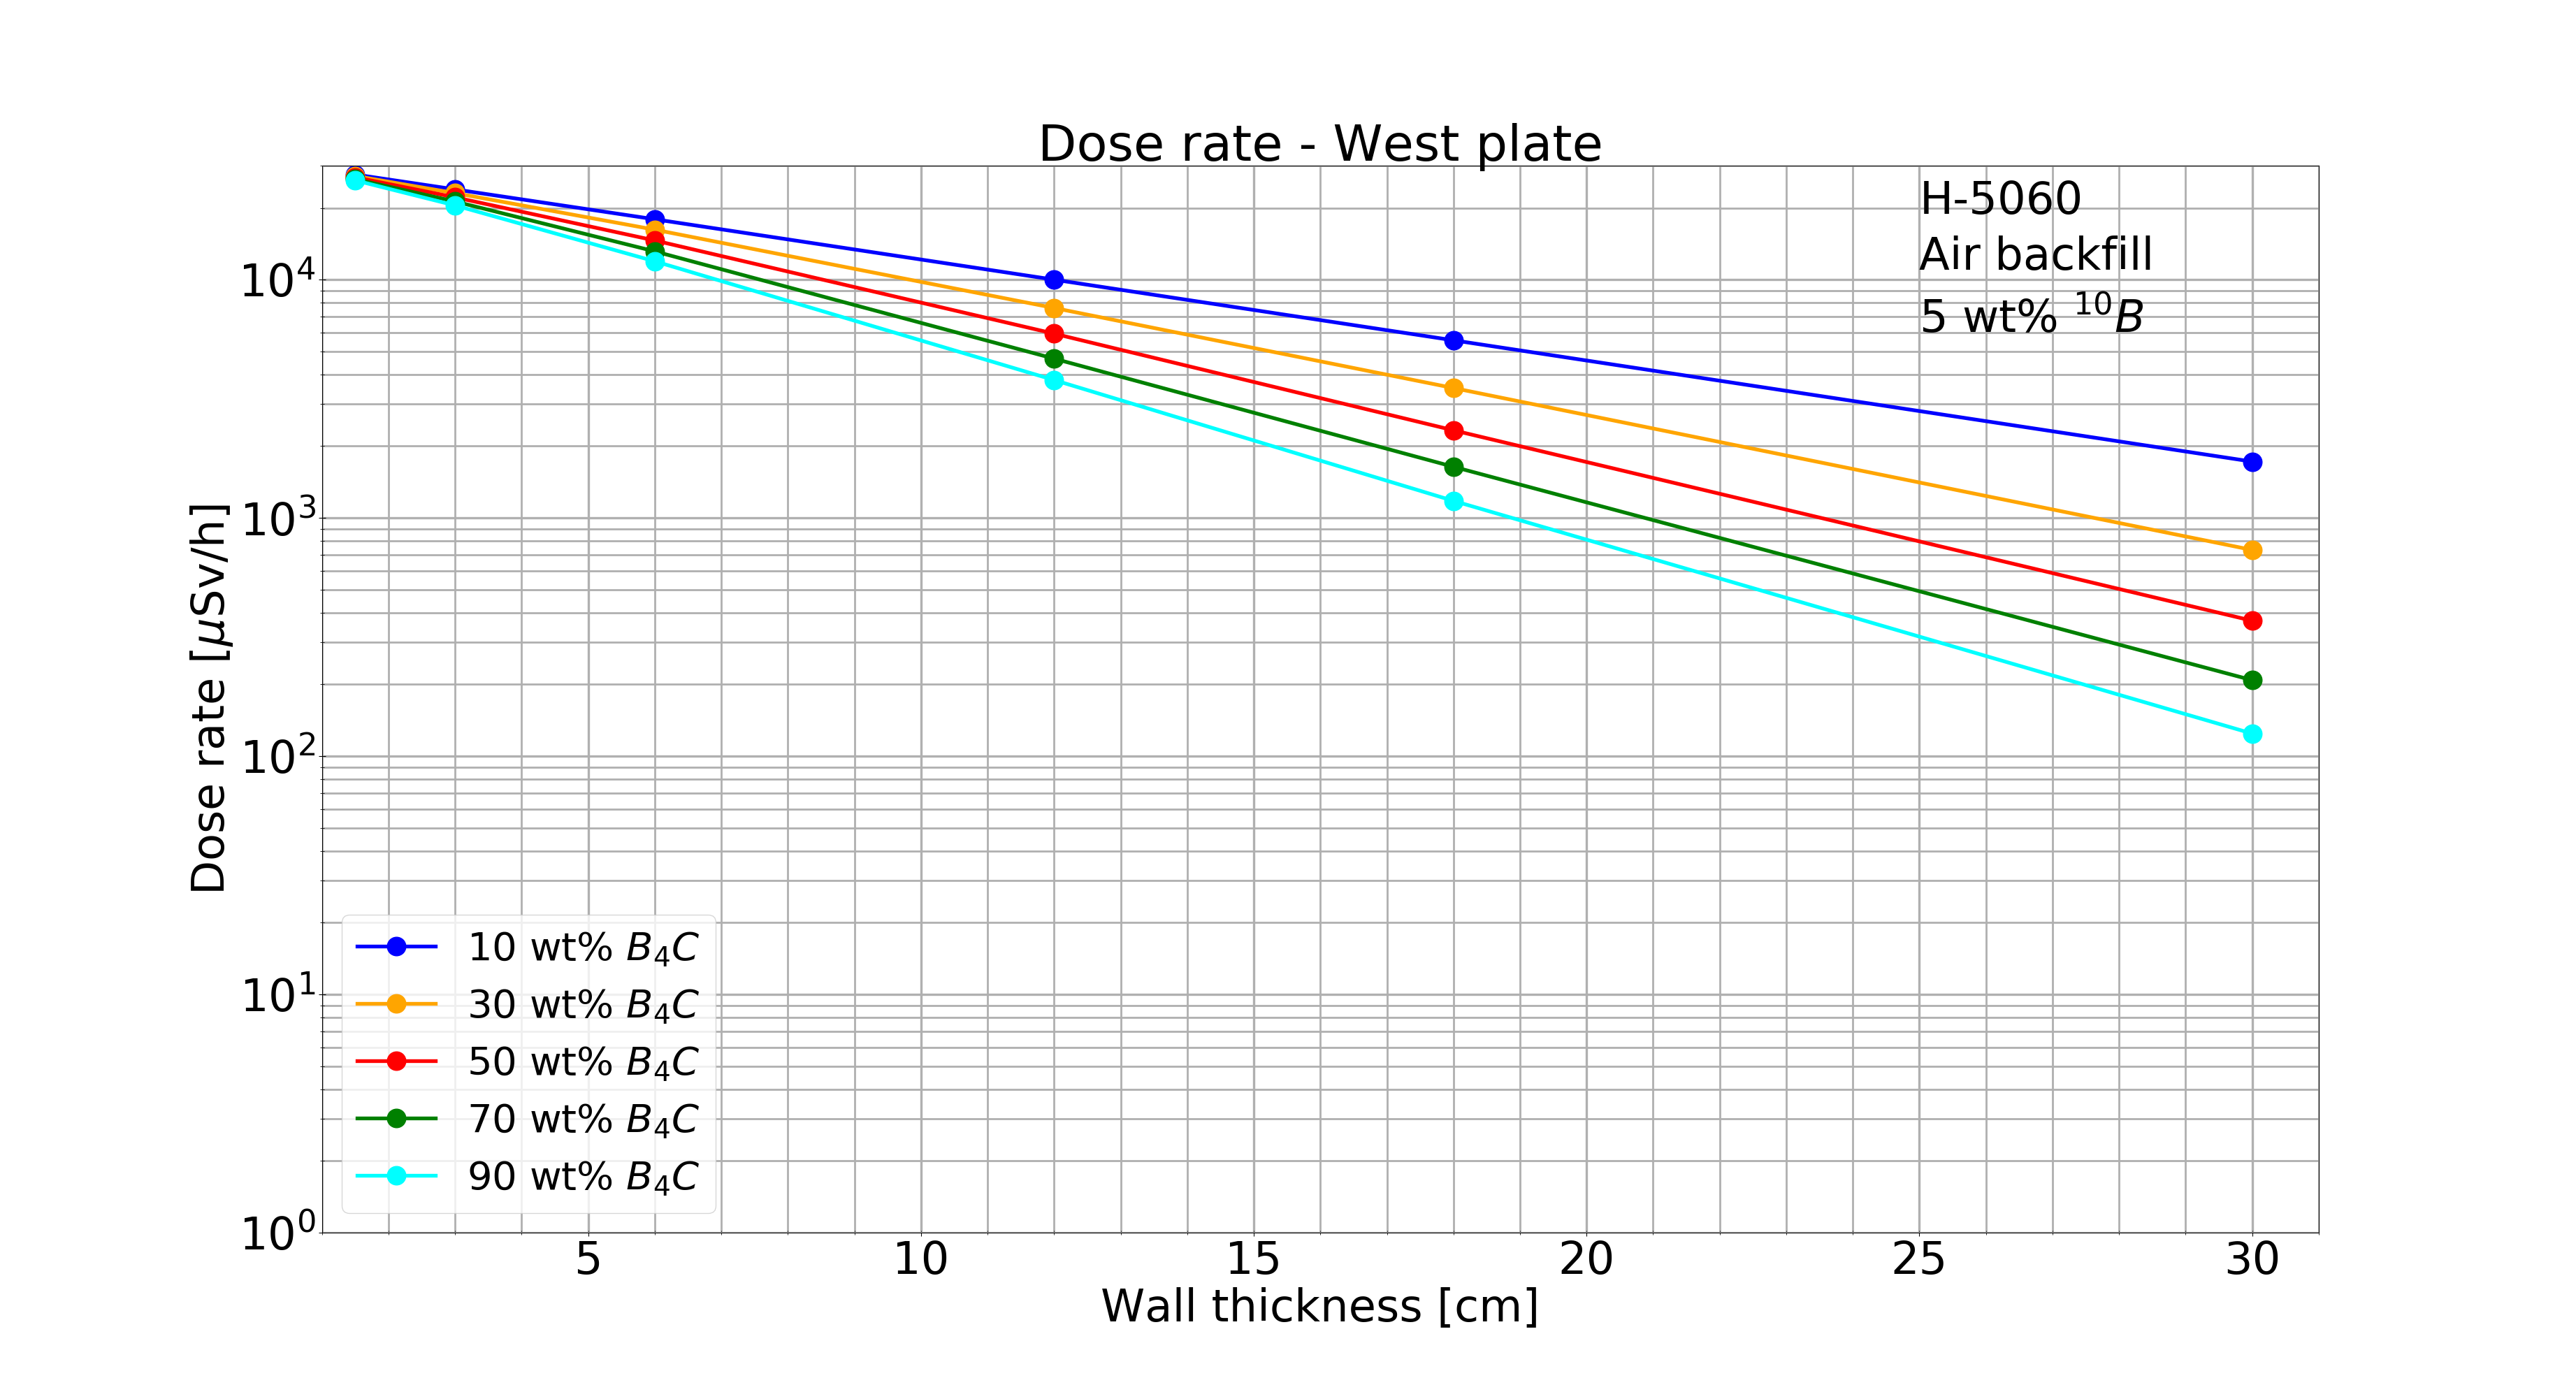 Dose rate - West plate
H-5060
Air backfill
5 wt% ¹⁰B
Dose rate [μSv/h]
10⁴
10³
10²
10¹
10⁰
10 wt% B₄C
30 wt% B₄C
50 wt% B₄C
70 wt% B₄C
90 wt% B₄C
5 10 15 20 25 30
Wall thickness [cm]